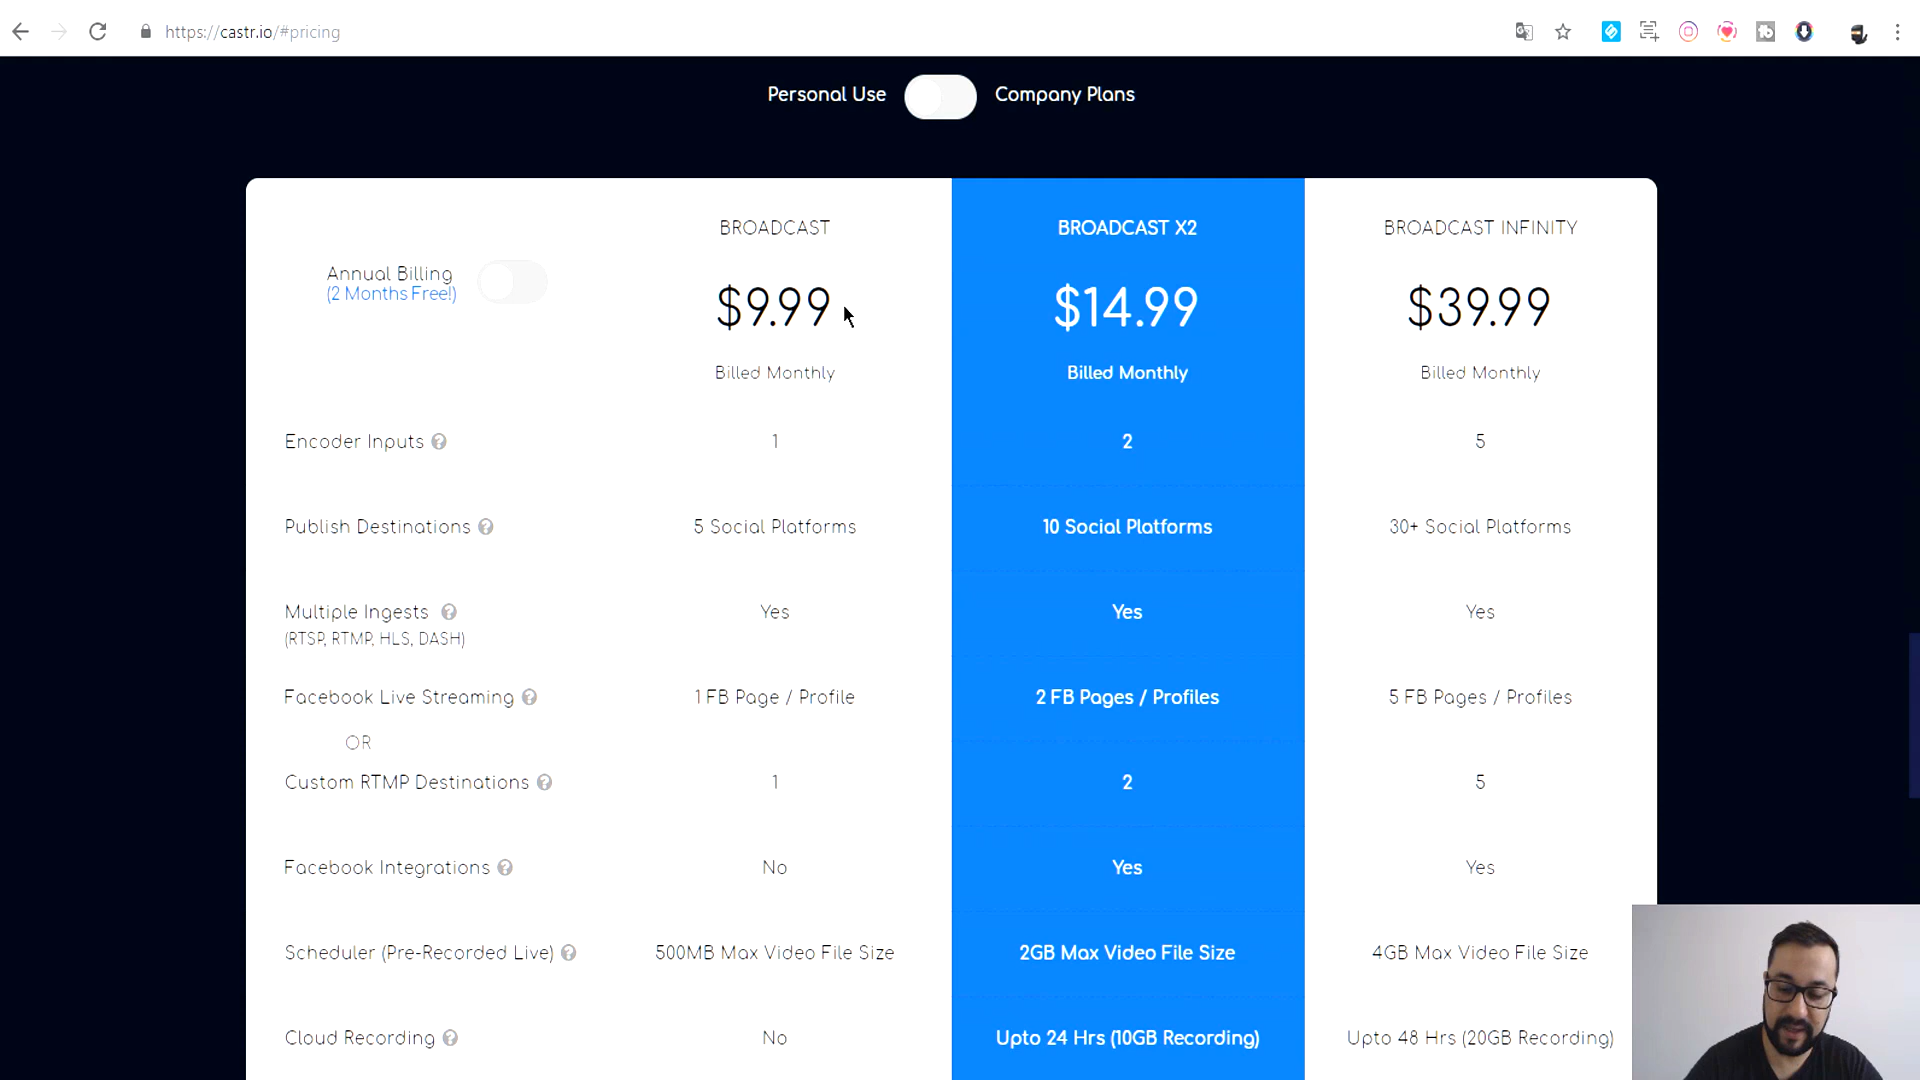 https://castr.io/#pricing
Personal Use
Company Plans
BROADCAST
BROADCAST X2
BROADCAST INFINITY
Annual Billing
(2 Months Free!)
$9.99
$14.99
$39.99
Billed Monthly
Billed Monthly
Billed Monthly
Encoder Inputs ?
1
2
5
Publish Destinations ?
5 Social Platforms
10 Social Platforms
30+ Social Platforms
Multiple Ingests ?
(RTSP, RTMP, HLS, DASH)
Yes
Yes
Yes
Facebook Live Streaming ?
1 FB Page / Profile
2 FB Pages / Profiles
5 FB Pages / Profiles
OR
Custom RTMP Destinations ?
1
2
5
Facebook Integrations ?
No
Yes
Yes
Scheduler (Pre-Recorded Live) ?
500MB Max Video File Size
2GB Max Video File Size
4GB Max Video File Size
Cloud Recording ?
No
Upto 24 Hrs (10GB Recording)
Upto 48 Hrs (20GB Recording)